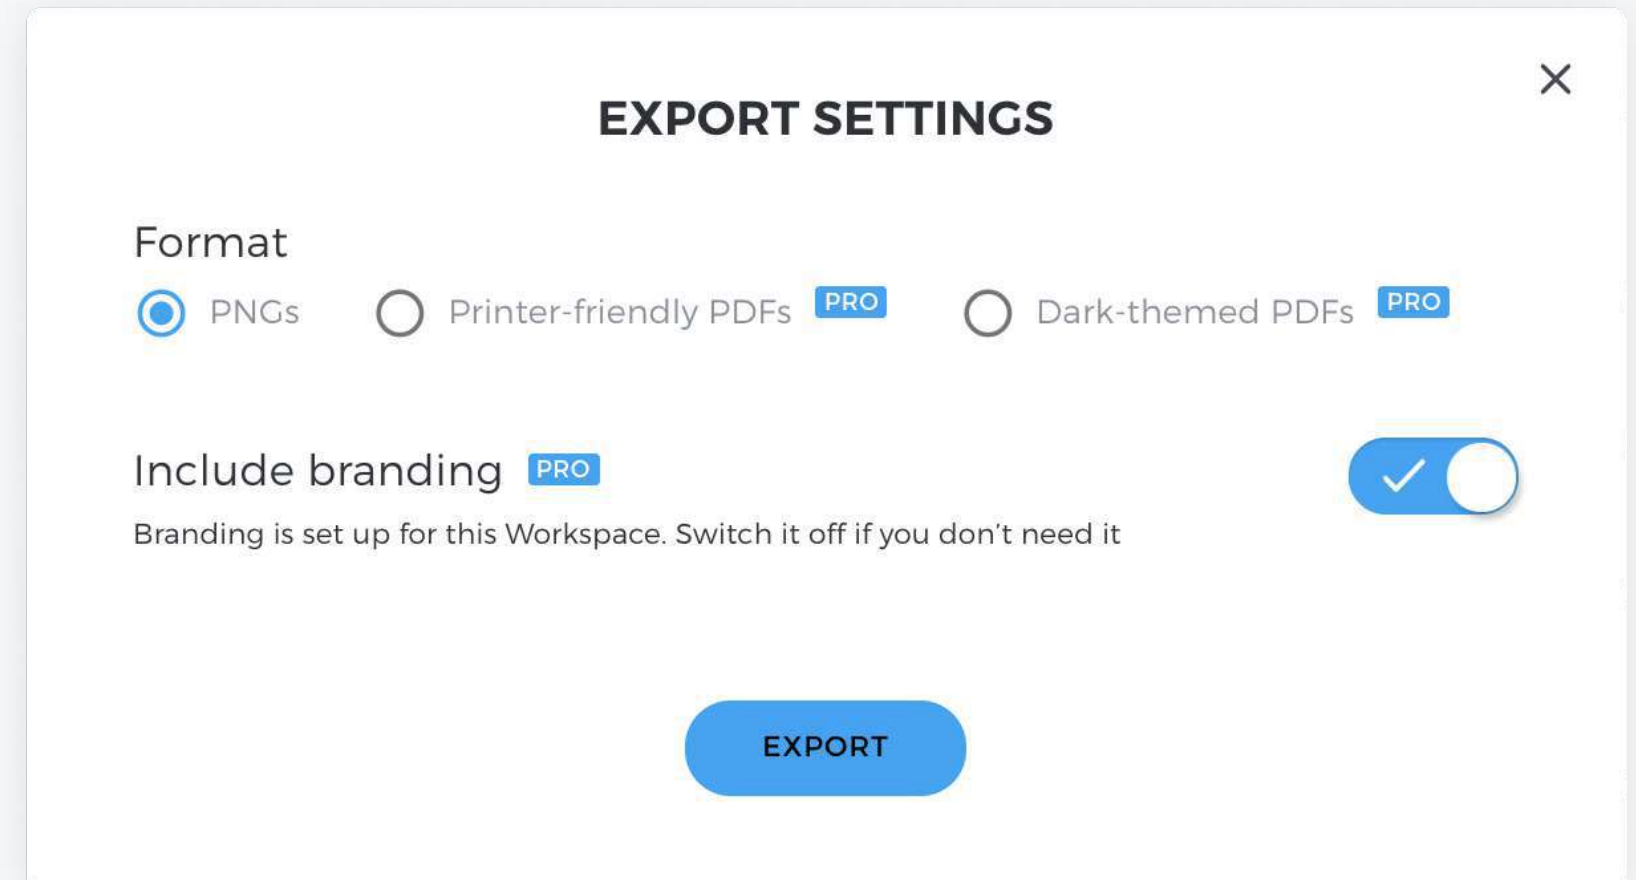 EXPORT SETTINGS
Format
PNGs Printer-friendly PDFs PRO Dark-themed PDFs PRO
Include branding PRO
Branding is set up for this Workspace. Switch it off if you don't need it
EXPORT